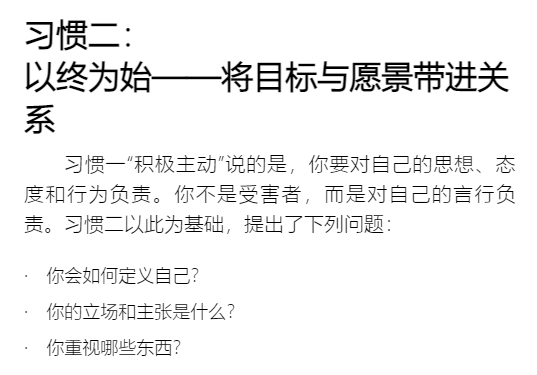 习惯二：
以终为始——将目标与愿景带进关
系
习惯一“积极主动”说的是，你要对自己的思想、态
度和行为负责。你不是受害者，而是对自己的言行负
责。习惯二以此为基础，提出了下列问题：
· 你会如何定义自己？
· 你的立场和主张是什么？
· 你重视哪些东西？